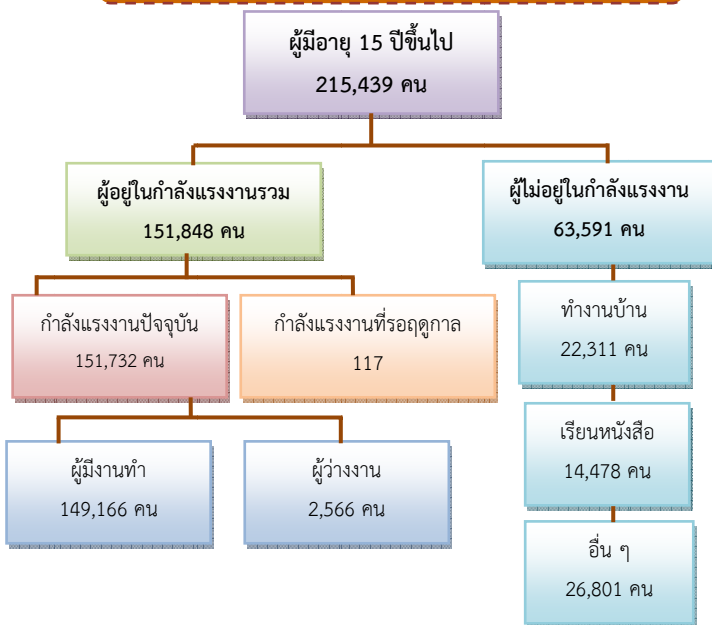 ผู้มีอายุ 15 ปีขึ้นไป
215,439 คน
ผู้อยู่ในกำลังแรงงานรวม
151,848 คน
ผู้ไม่อยู่ในกำลังแรงงาน
63,591 คน
กำลังแรงงานปัจจุบัน
151,732 คน
กำลังแรงงานที่รอฤดูกาล
117
ทำงานบ้าน
22,311 คน
ผู้มีงานทำ
149,166 คน
ผู้ว่างงาน
2,566 คน
เรียนหนังสือ
14,478 คน
อื่น ๆ
26,801 คน